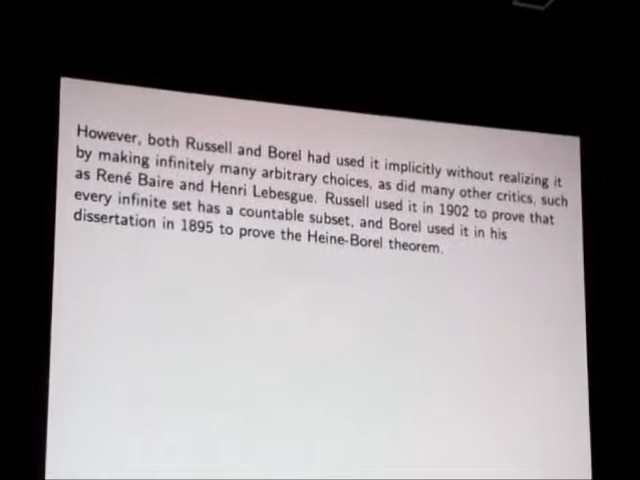 However, both Russell and Borel had used it implicitly without realizing it
by making infinitely many arbitrary choices, as did many other critics, such
as René Baire and Henri Lebesgue. Russell used it in 1902 to prove that
every infinite set has a countable subset, and Borel used it in his
dissertation in 1895 to prove the Heine-Borel theorem.